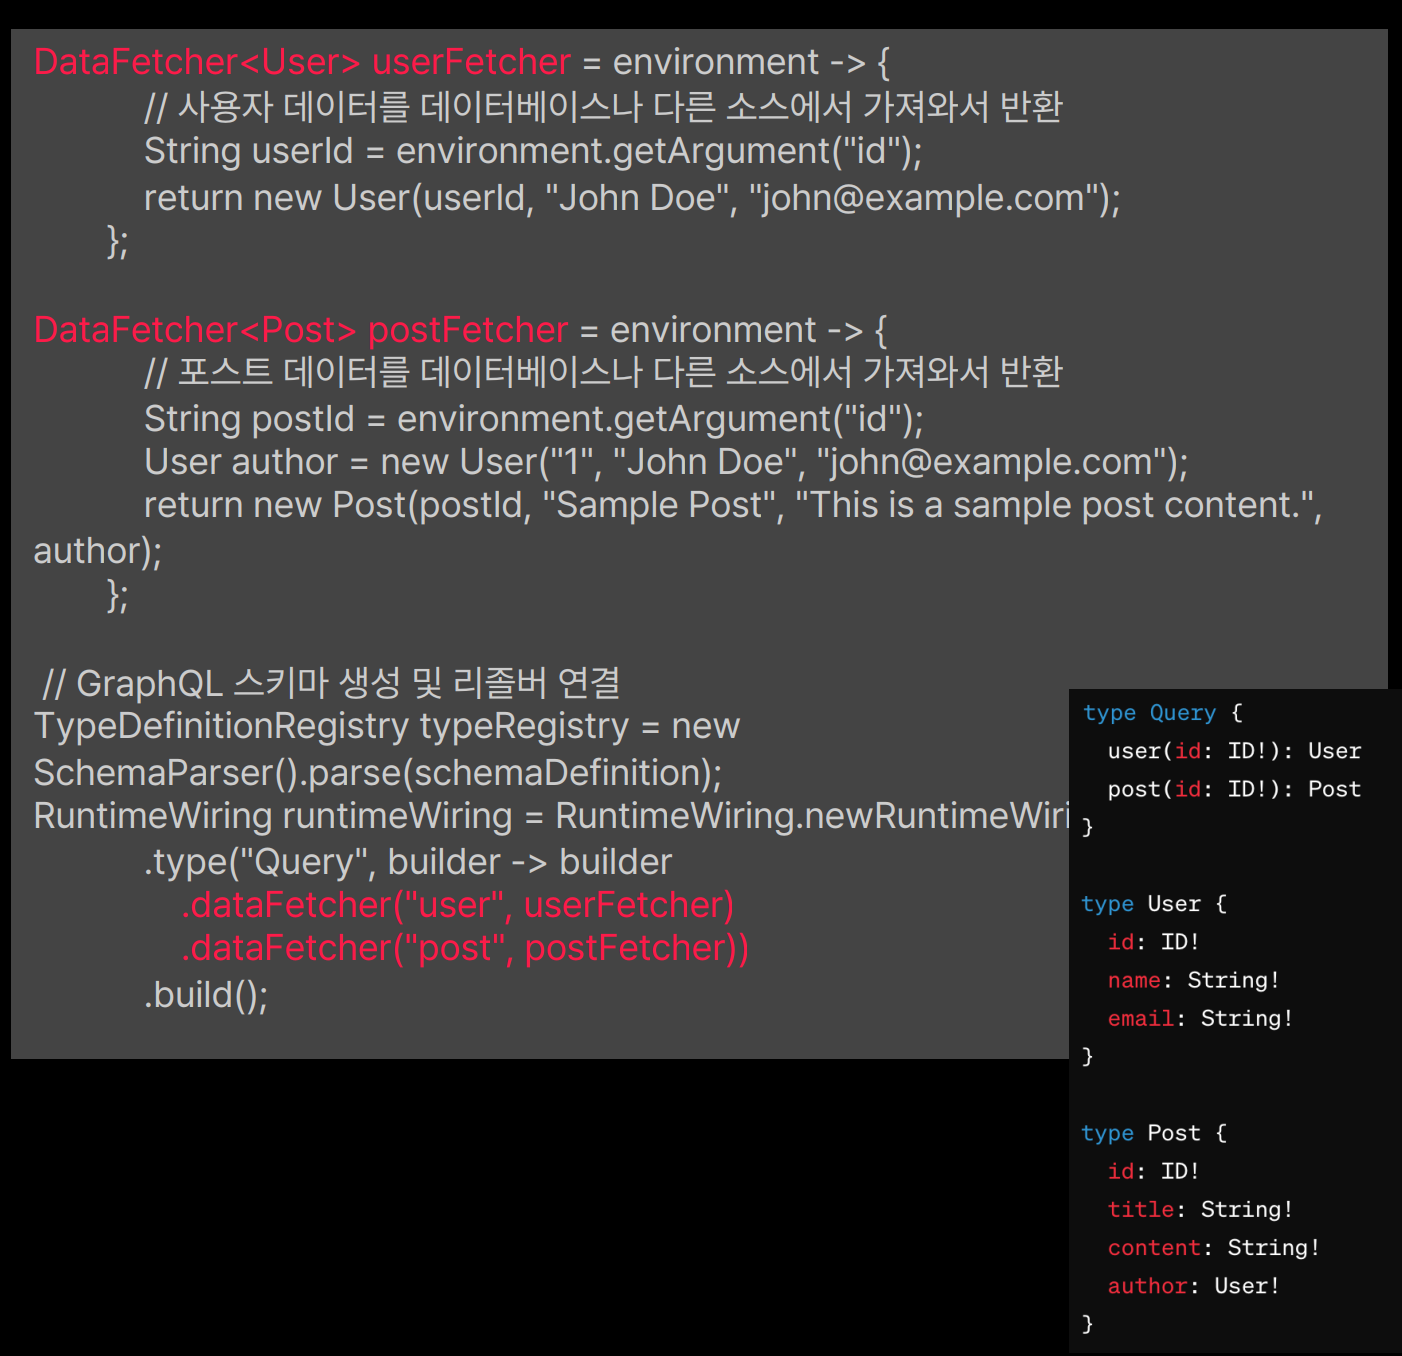 DataFetcher<User> userFetcher = environment -> {
// 사용자 데이터를 데이터베이스나 다른 소스에서 가져와서 반환
String userId = environment.getArgument("id");
return new User(userId, "John Doe", "john@example.com");
};
DataFetcher<Post> postFetcher = environment -> {
// 포스트 데이터를 데이터베이스나 다른 소스에서 가져와서 반환
String postId = environment.getArgument("id");
User author = new User("1", "John Doe", "john@example.com");
return new Post(postId, "Sample Post", "This is a sample post content.",
author);
};
// GraphQL 스키마 생성 및 리졸버 연결
TypeDefinitionRegistry typeRegistry = new
SchemaParser().parse(schemaDefinition);
RuntimeWiring runtimeWiring = RuntimeWiring.newRuntimeWiri
.type("Query", builder -> builder
.dataFetcher("user", userFetcher)
.dataFetcher("post", postFetcher))
.build();
type Query {
user(id: ID!): User
post(id: ID!): Post
}
type User {
id: ID!
name: String!
email: String!
}
type Post {
id: ID!
title: String!
content: String!
author: User!
}